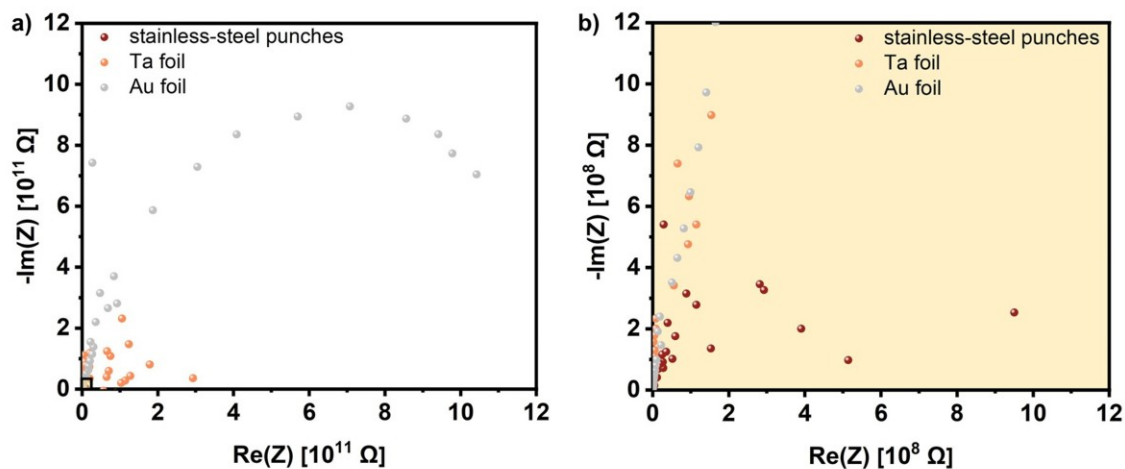 a)
12
10
8
6
4
2
0
-Im(Z) [10¹¹ Ω]
stainless-steel punches
Ta foil
Au foil
0 2 4 6 8 10 12
Re(Z) [10¹¹ Ω]
b)
12
10
8
6
4
2
0
-Im(Z) [10⁸ Ω]
stainless-steel punches
Ta foil
Au foil
0 2 4 6 8 10 12
Re(Z) [10⁸ Ω]